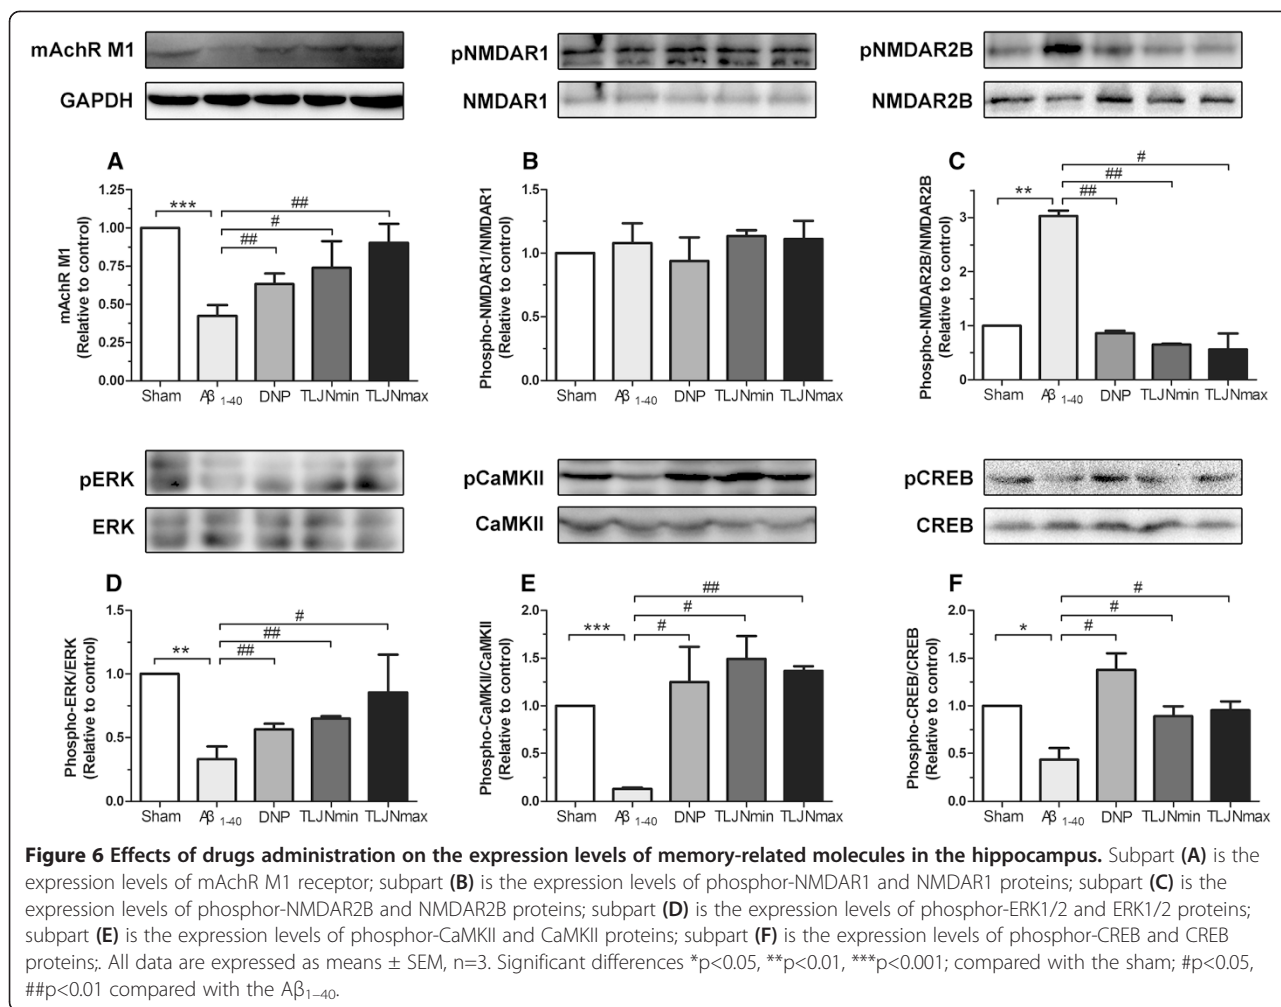 mAchR M1
GAPDH
pNMDAR1
NMDAR1
pNMDAR2B
NMDAR2B
A
mAchR M1
(Relative to control)
1.25
1.00
0.75
0.50
0.25
0.00
***
##
#
##
Sham
Aβ 1-40
DNP
TLJNmin
TLJNmax
B
Phospho-NMDAR1/NMDAR1
(Relative to control)
1.5
1.0
0.5
0.0
Sham
Aβ 1-40
DNP
TLJNmin
TLJNmax
C
Phospho-NMDAR2B/NMDAR2B
(Relative to control)
3
2
1
0
**
#
##
##
Sham
Aβ 1-40
DNP
TLJNmin
TLJNmax
pERK
ERK
pCaMKII
CaMKII
pCREB
CREB
D
Phospho-ERK/ERK
(Relative to control)
1.5
1.0
0.5
0.0
**
#
##
##
Sham
Aβ 1-40
DNP
TLJNmin
TLJNmax
E
Phospho-CaMKII/CaMKII
(Relative to control)
2.0
1.5
1.0
0.5
0.0
***
##
#
#
Sham
Aβ 1-40
DNP
TLJNmin
TLJNmax
F
Phospho-CREB/CREB
(Relative to control)
2.0
1.5
1.0
0.5
0.0
*
#
#
#
Sham
Aβ 1-40
DNP
TLJNmin
TLJNmax
Figure 6 Effects of drugs administration on the expression levels of memory-related molecules in the hippocampus. Subpart (A) is the
expression levels of mAchR M1 receptor; subpart (B) is the expression levels of phosphor-NMDAR1 and NMDAR1 proteins; subpart (C) is the
expression levels of phosphor-NMDAR2B and NMDAR2B proteins; subpart (D) is the expression levels of phosphor-ERK1/2 and ERK1/2 proteins;
subpart (E) is the expression levels of phosphor-CaMKII and CaMKII proteins; subpart (F) is the expression levels of phosphor-CREB and CREB
proteins;. All data are expressed as means ± SEM, n=3. Significant differences *p<0.05, **p<0.01, ***p<0.001; compared with the sham; #p<0.05,
##p<0.01 compared with the Aβ1–40.